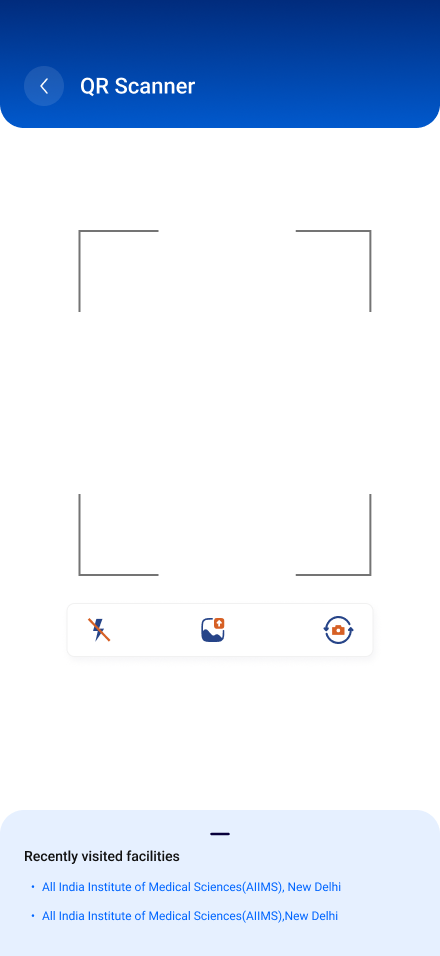 QR Scanner
Recently visited facilities
• All India Institute of Medical Sciences(AIIMS), New Delhi
• All India Institute of Medical Sciences(AIIMS),New Delhi